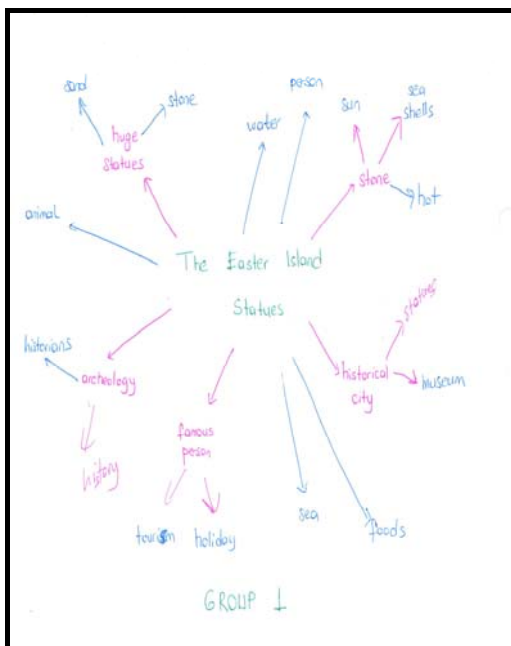 sand
stone
huge
statues
water
person
sun
sea
shells
stone
hot
animal
The Easter Island
Statues
historians
archeology
history
famous
person
tourism
holiday
sea
foods
historical
city
statues
museum
GROUP 1